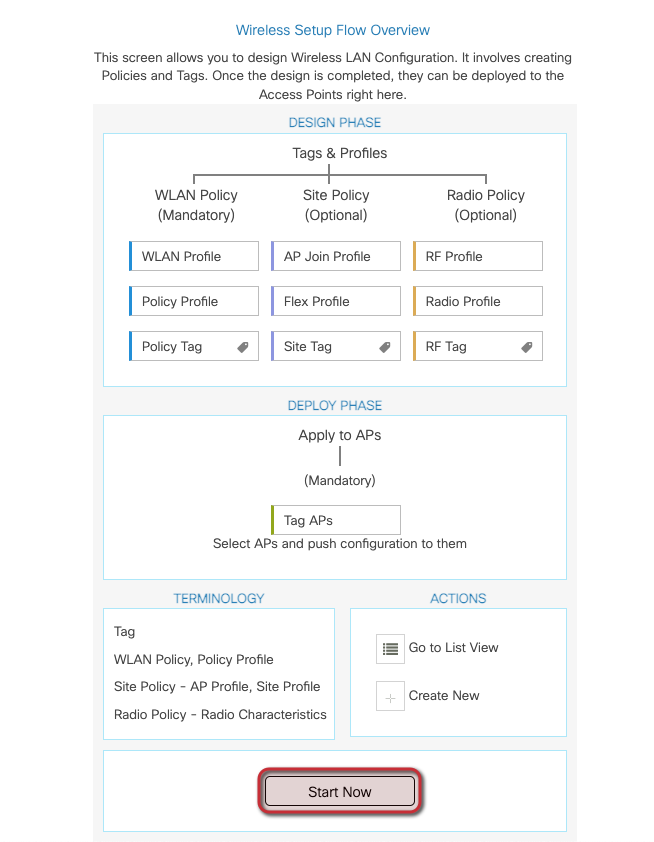 Wireless Setup Flow Overview
This screen allows you to design Wireless LAN Configuration. It involves creating
Policies and Tags. Once the design is completed, they can be deployed to the
Access Points right here.
DESIGN PHASE
Tags & Profiles
WLAN Policy
(Mandatory)
Site Policy
(Optional)
Radio Policy
(Optional)
WLAN Profile
AP Join Profile
RF Profile
Policy Profile
Flex Profile
Radio Profile
Policy Tag
Site Tag
RF Tag
DEPLOY PHASE
Apply to APs
(Mandatory)
Tag APs
Select APs and push configuration to them
TERMINOLOGY
Tag
WLAN Policy, Policy Profile
Site Policy - AP Profile, Site Profile
Radio Policy - Radio Characteristics
ACTIONS
Go to List View
Create New
Start Now